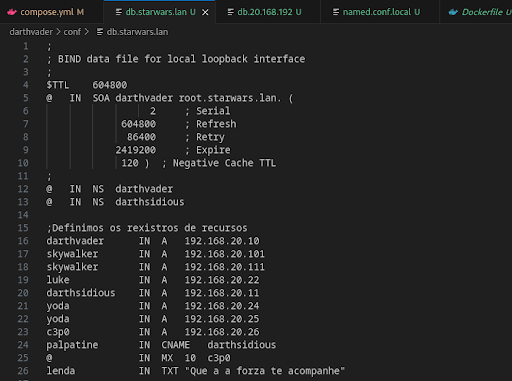 compose.yml M
db.starwars.lan U
db.20.168.192 U
named.conf.local U
Dockerfile U
darthvader > conf > db.starwars.lan
1 ;
2 ; BIND data file for local loopback interface
3 ;
4 $TTL 604800
5 @ IN SOA darthvader root.starwars.lan. (
6 2 ; Serial
7 604800 ; Refresh
8 86400 ; Retry
9 2419200 ; Expire
10 120 ) ; Negative Cache TTL
11 ;
12 @ IN NS darthvader
13 @ IN NS darthsidious
14
15 ;Definimos os rexistros de recursos
16 darthvader IN A 192.168.20.10
17 skywalker IN A 192.168.20.101
18 skywalker IN A 192.168.20.111
19 luke IN A 192.168.20.22
20 darthsidious IN A 192.168.20.11
21 yoda IN A 192.168.20.24
22 yoda IN A 192.168.20.25
23 c3p0 IN A 192.168.20.26
24 palpatine IN CNAME darthsidious
25 @ IN MX 10 c3p0
26 lenda IN TXT "Que a a forza te acompanhe"